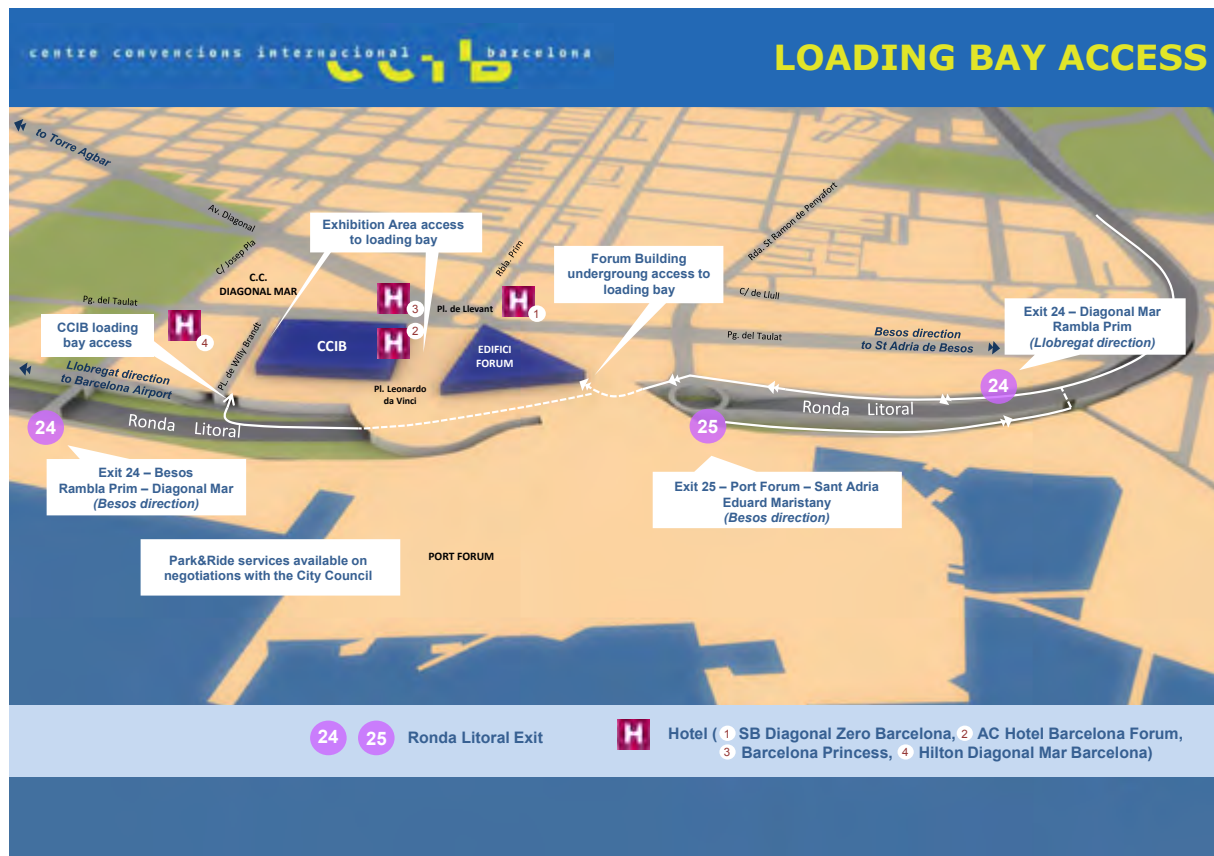 centre convencions internacional barcelona
ccib
LOADING BAY ACCESS
to Torre Agbar
Av. Diagonal
C/ Josep Pla
C.C.
DIAGONAL MAR
Exhibition Area access
to loading bay
Rbla. Prim
Forum Building
undergroung access to
loading bay
Rda. St Ramon de Penyafort
C/ de Llull
Pg. del Taulat
H
4
H
3
Pl. de Llevant
H
1
H
2
CCIB loading
bay access
Pl. de Willy Brandt
CCIB
EDIFICI
FORUM
Pg. del Taulat
Besos direction
to St Adria de Besos
Exit 24 – Diagonal Mar
Rambla Prim
(Llobregat direction)
Llobregat direction
to Barcelona Airport
Pl. Leonardo
da Vinci
24
Ronda Litoral
24
Ronda Litoral
25
Exit 24 – Besos
Rambla Prim – Diagonal Mar
(Besos direction)
Exit 25 – Port Forum – Sant Adria
Eduard Maristany
(Besos direction)
Park&Ride services available on
negotiations with the City Council
PORT FORUM
24 25 Ronda Litoral Exit
H Hotel ( 1 SB Diagonal Zero Barcelona, 2 AC Hotel Barcelona Forum,
3 Barcelona Princess, 4 Hilton Diagonal Mar Barcelona)